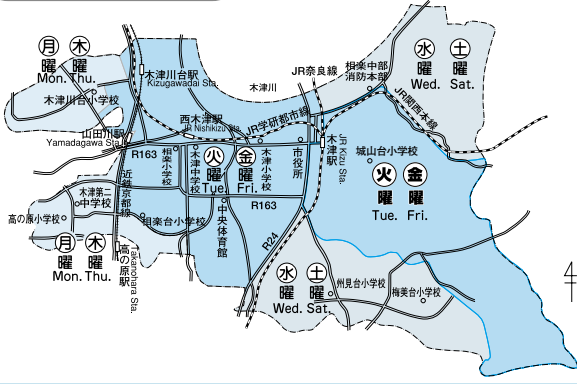 月曜 木曜
Mon. Thu.
木津川台駅
Kizugawadai Sta.
木津川台小学校
山田川駅
Yamadagawa Sta.
西木津駅
JR Nishikizu Sta.
木津川
JR奈良線
相楽中部
消防本部
水曜 土曜
Wed. Sat.
JR学研都市線
JR関西本線
R163
相楽小学校
木津中学校
火曜 金曜
Tue. Fri.
木津小学校
市役所
木津駅
JR Kizu Sta.
城山台小学校
火曜 金曜
Tue. Fri.
近鉄京都線
木津第二
中学校
高の原小学校
相楽台小学校
中央体育館
R163
R24
月曜 木曜
Mon. Thu.
高の原駅
Takanohara Sta.
水曜 土曜
Wed. Sat.
州見台小学校
梅美台小学校